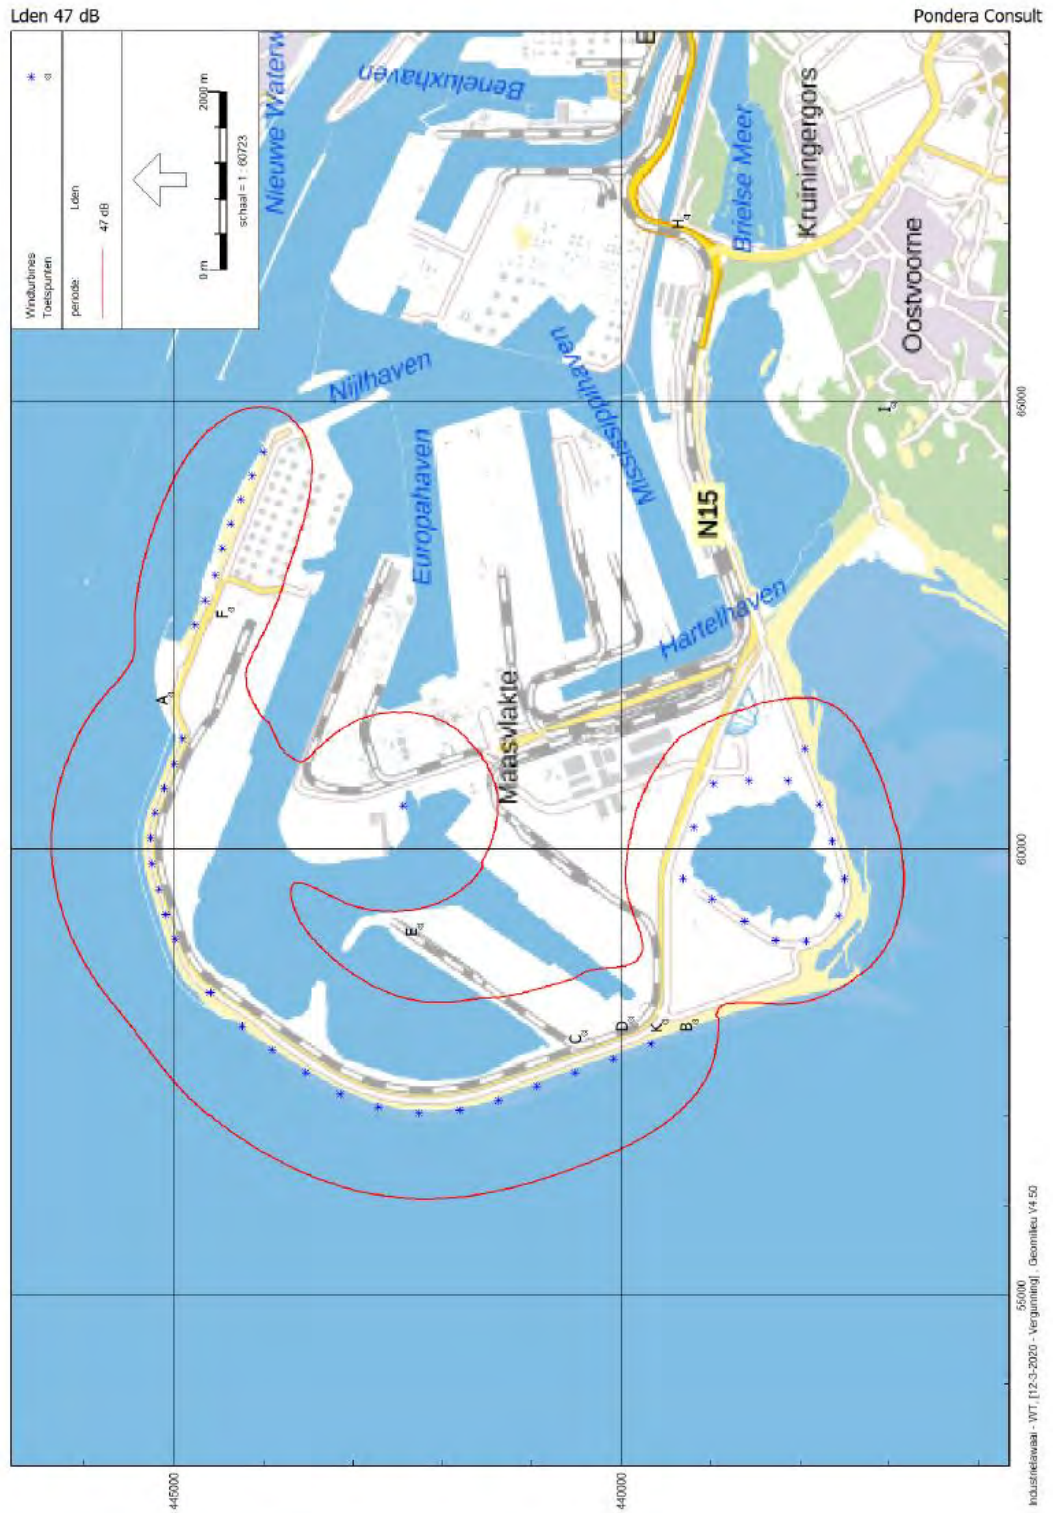 Lden 47 dB
Pondera Consult
Windturbines
Toetspunten
periode:
Lden
47 dB
0 m
2000 m
schaal = 1 : 60723
Nieuwe Waterw
Beneluxhaven
E
Brielse Meer
Kruiningergors
Oostvoorne
H
Nijlhaven
Europahaven
Mississippihaven
N15
Hartelhaven
Maasvlakte
I
F
A
E
C
D
K
B
65000
60000
55000
445000
440000
Industrielawaai - WT, [12-3-2020 - Vergunning] , Geomilieu V4.50